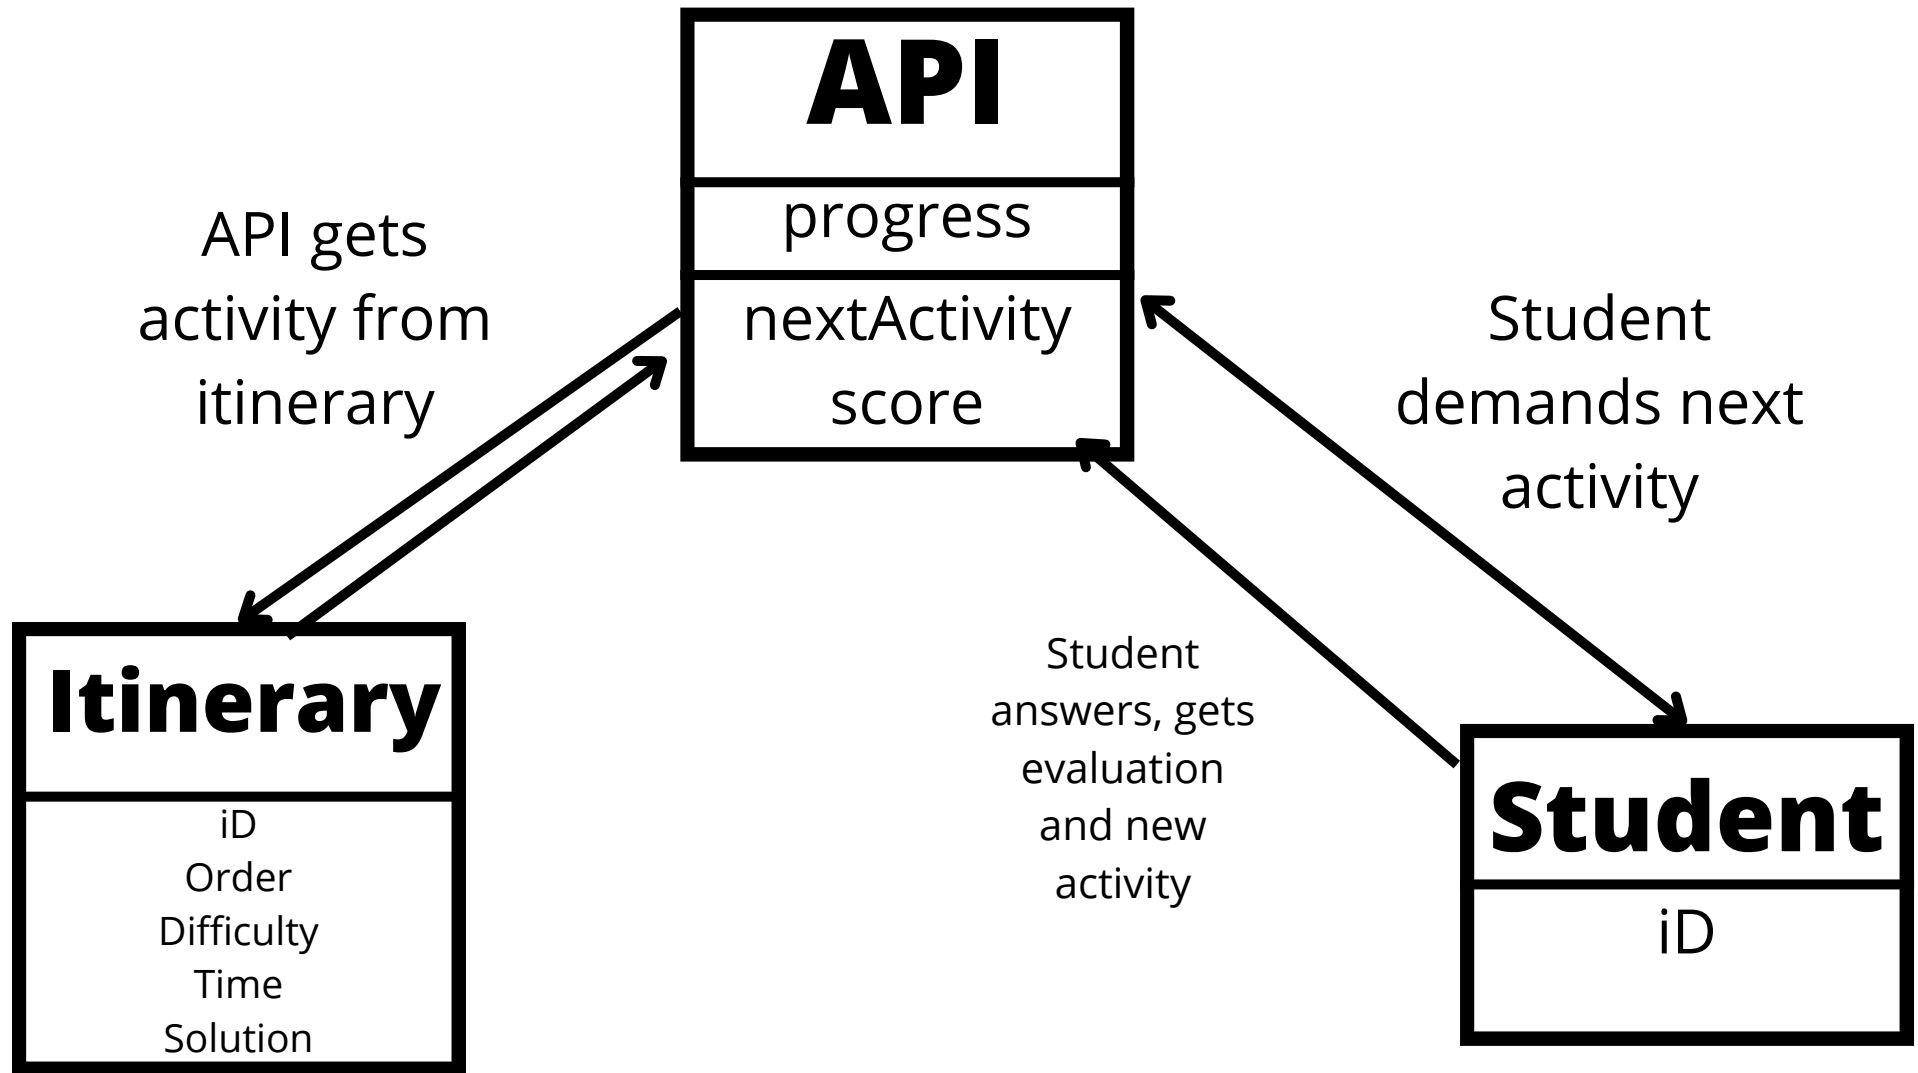 API
progress
nextActivity
score
API gets
activity from
itinerary
Student
demands next
activity
Itinerary
iD
Order
Difficulty
Time
Solution
Student
answers, gets
evaluation
and new
activity
Student
iD